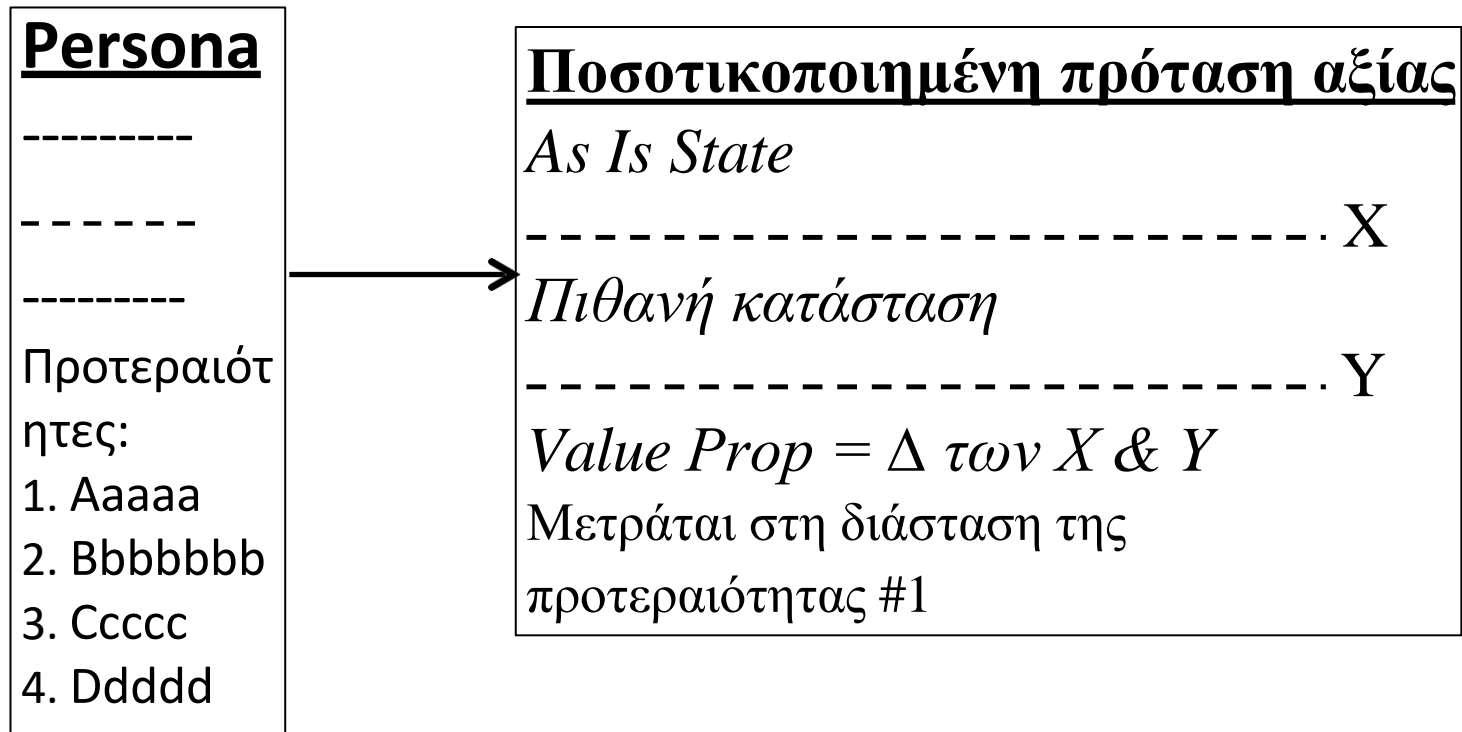 Persona
---------
- - - - - -
---------
Προτεραιότ
ητες:
1. Aaaaa
2. Bbbbbbb
3. Ccccc
4. Ddddd
Ποσοτικοποιημένη πρόταση αξίας
As Is State
- - - - - - - - - - - - - - - - - - - - - - - - X
Πιθανή κατάσταση
- - - - - - - - - - - - - - - - - - - - - - - - Y
Value Prop = Δ των X & Y
Μετράται στη διάσταση της
προτεραιότητας #1